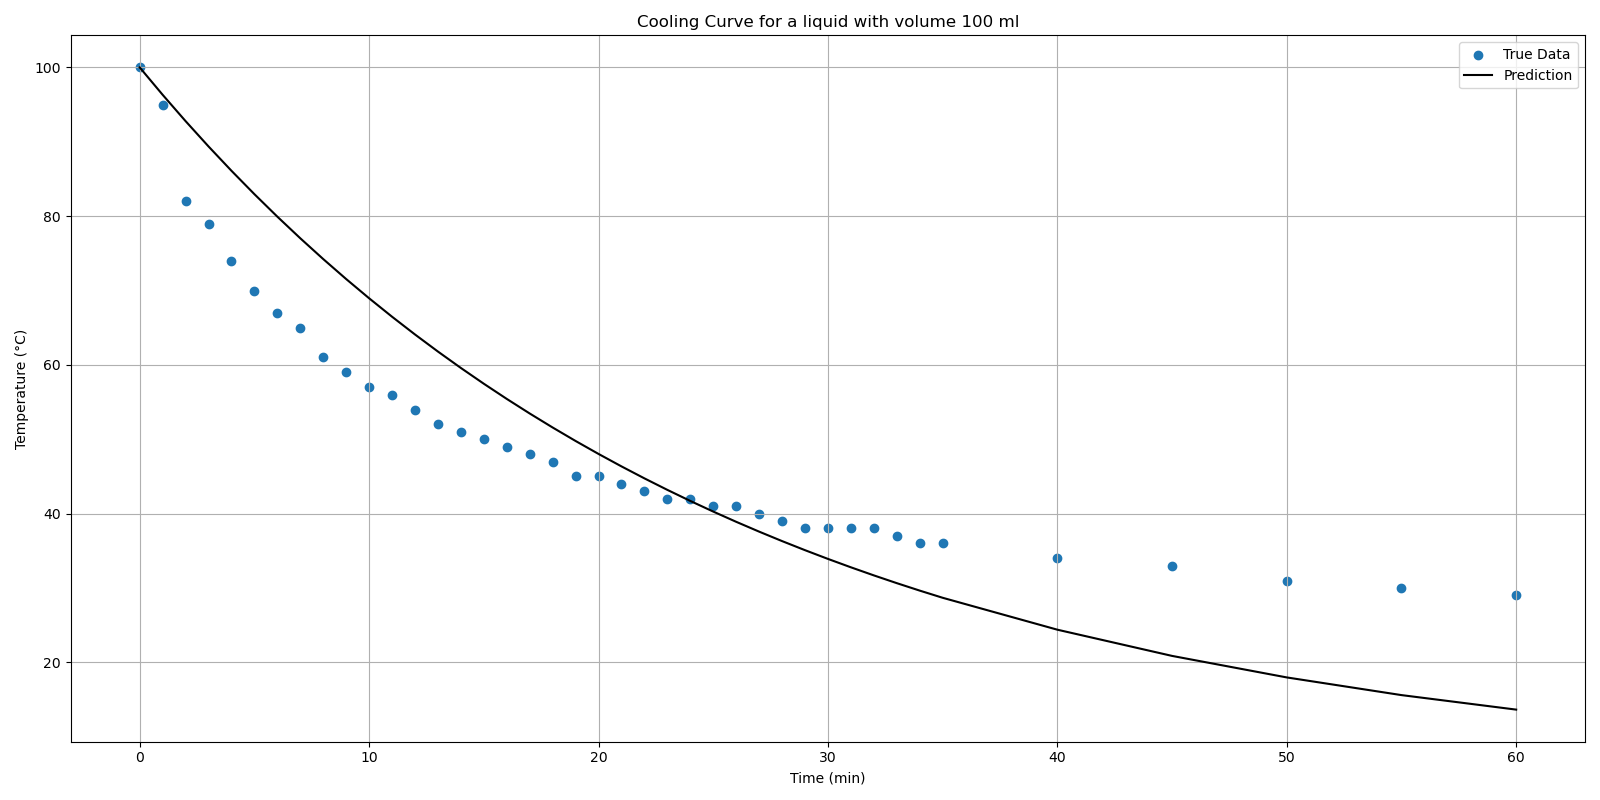 Cooling Curve for a liquid with volume 100 ml
True Data
Prediction
100
80
60
40
20
Temperature (°C)
0 10 20 30 40 50 60
Time (min)